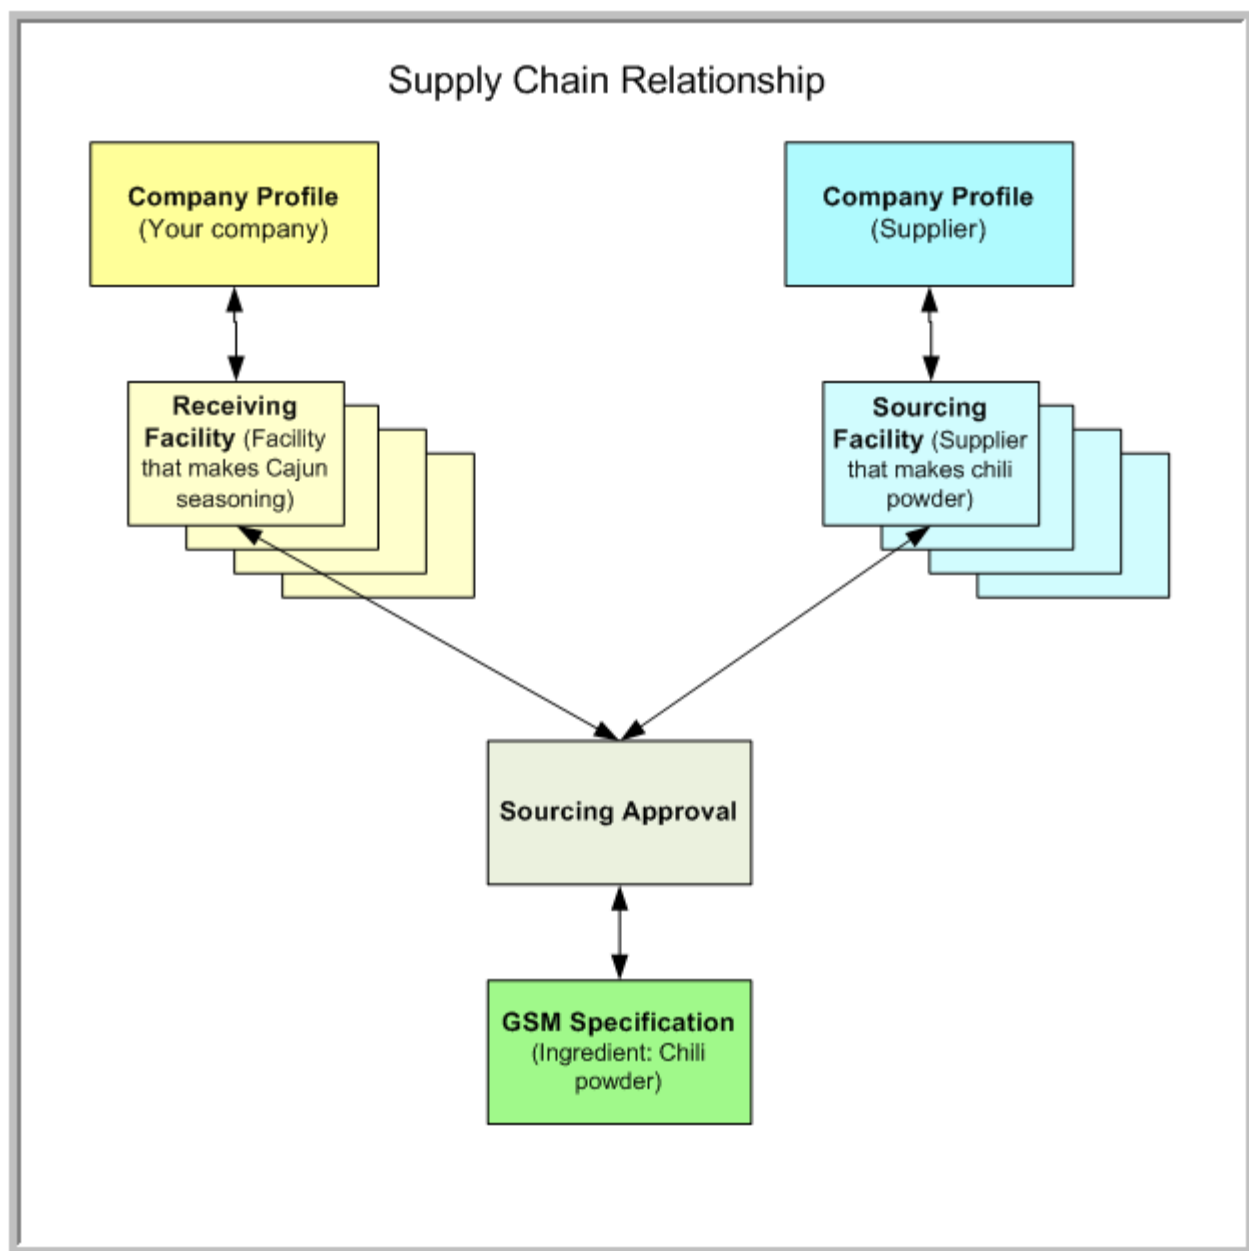 Supply Chain Relationship
Company Profile
(Your company)
Company Profile
(Supplier)
Receiving
Facility (Facility
that makes Cajun
seasoning)
Sourcing
Facility (Supplier
that makes chili
powder)
Sourcing Approval
GSM Specification
(Ingredient: Chili
powder)